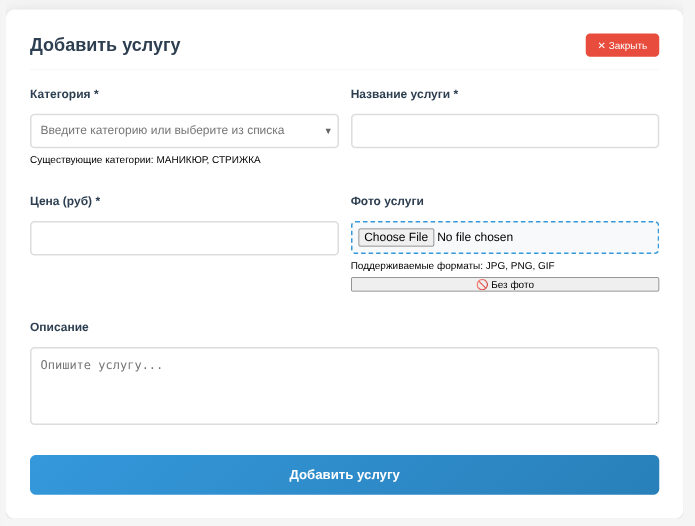 Добавить услугу
✕ Закрыть
Категория *
Название услуги *
Введите категорию или выберите из списка
Существующие категории: МАНИКЮР, СТРИЖКА
Цена (руб) *
Фото услуги
Choose File No file chosen
Поддерживаемые форматы: JPG, PNG, GIF
🚫 Без фото
Описание
Опишите услугу...
Добавить услугу